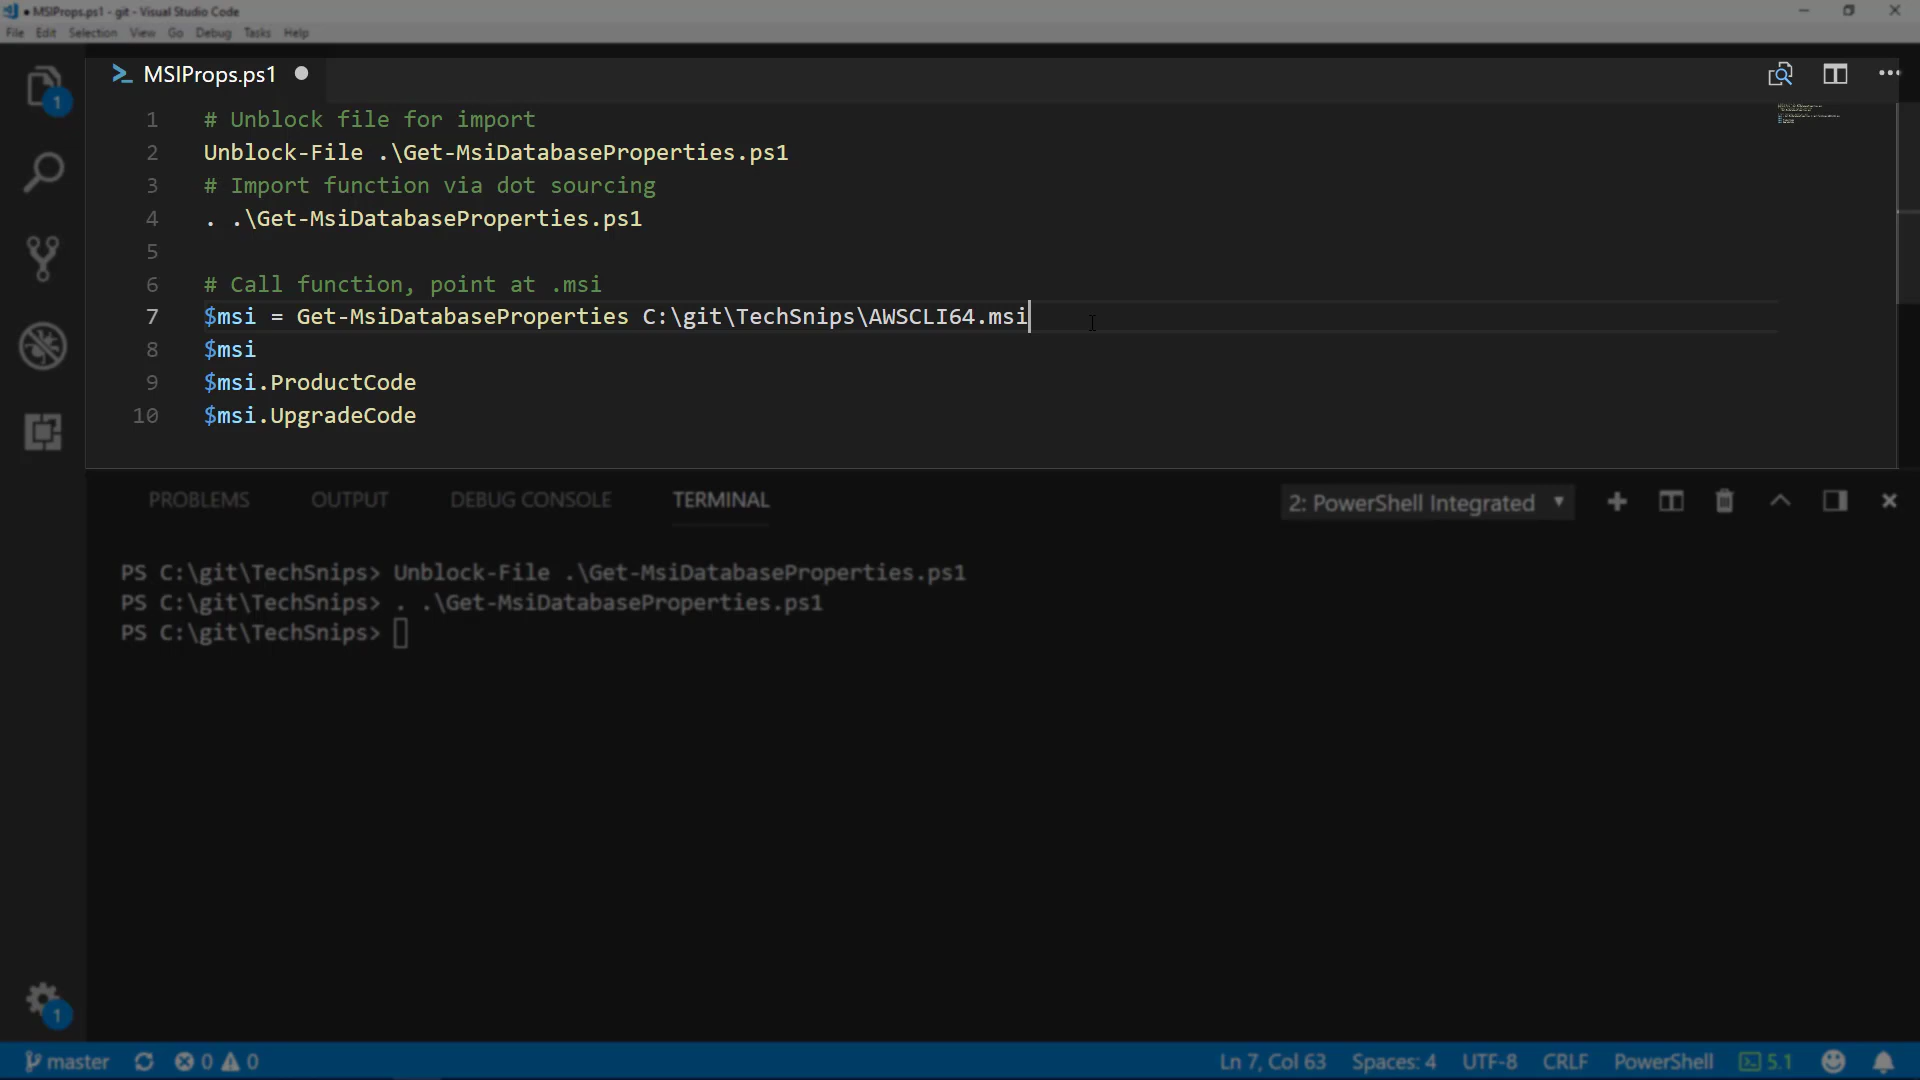 MSIProps.ps1 - git - Visual Studio Code
File Edit Selection View Go Debug Tasks Help
MSIProps.ps1
1 # Unblock file for import
2 Unblock-File .\Get-MsiDatabaseProperties.ps1
3 # Import function via dot sourcing
4 . .\Get-MsiDatabaseProperties.ps1
5
6 # Call function, point at .msi
7 $msi = Get-MsiDatabaseProperties C:\git\TechSnips\AWSCLI64.msi
8 $msi
9 $msi.ProductCode
10 $msi.UpgradeCode
1
PROBLEMS OUTPUT DEBUG CONSOLE TERMINAL 2: PowerShell Integrated
PS C:\git\TechSnips> Unblock-File .\Get-MsiDatabaseProperties.ps1
PS C:\git\TechSnips> . .\Get-MsiDatabaseProperties.ps1
PS C:\git\TechSnips>
1
master 0 0 Ln 7, Col 63 Spaces: 4 UTF-8 CRLF PowerShell 5.1